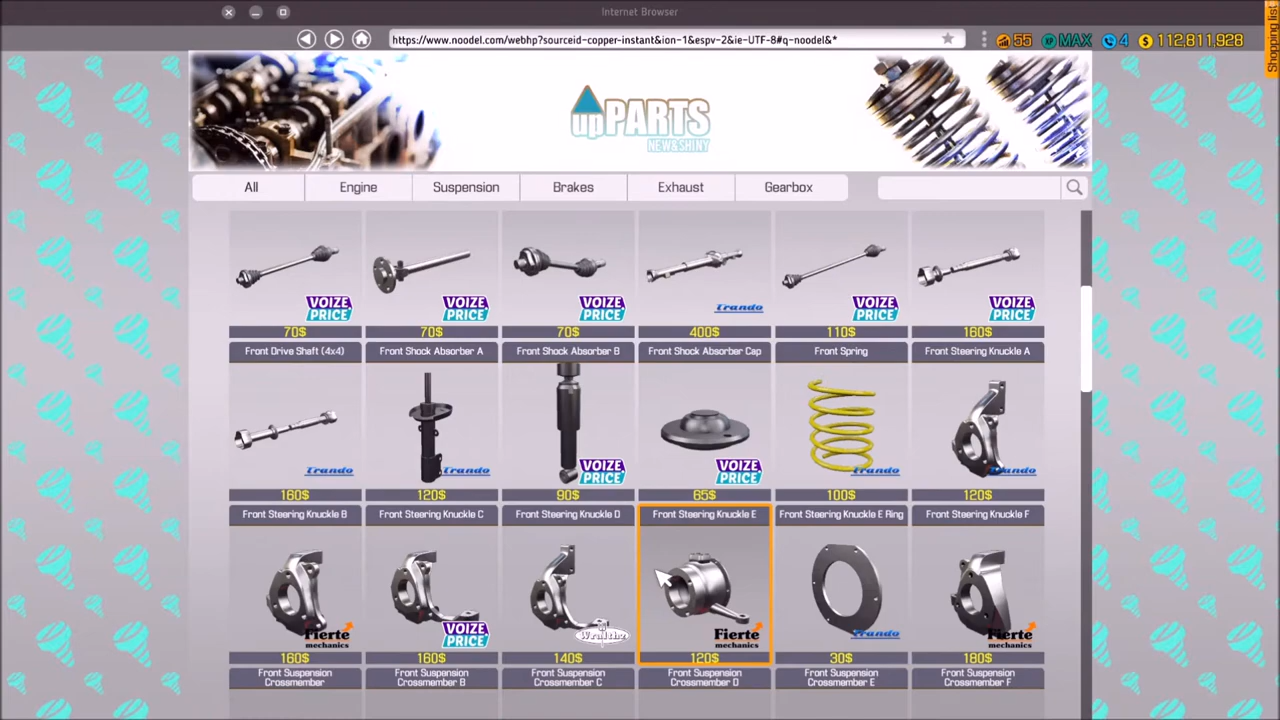 Internet Browser
https://www.noodel.com/webhp?sourceid-copper-instant&ion-1&espv-2&ie-UTF-8#q-noodel&*
55 XP MAX 4 $ 112,811,928
Shopping list
upPARTS
NEW&SHINY
All Engine Suspension Brakes Exhaust Gearbox
VOIZE PRICE VOIZE PRICE VOIZE PRICE Trando VOIZE PRICE VOIZE PRICE
70$ 70$ 70$ 400$ 110$ 160$
Front Drive Shaft (4x4) Front Shock Absorber A Front Shock Absorber B Front Shock Absorber Cap Front Spring Front Steering Knuckle A
Trando Trando VOIZE PRICE VOIZE PRICE Trando Trando
160$ 120$ 90$ 65$ 100$ 120$
Front Steering Knuckle B Front Steering Knuckle C Front Steering Knuckle D Front Steering Knuckle E Front Steering Knuckle E Ring Front Steering Knuckle F
Fierte mechanics VOIZE PRICE Wraithy Fierte mechanics Trando Fierte mechanics
160$ 160$ 140$ 120$ 30$ 180$
Front Suspension Crossmember Front Suspension Crossmember B Front Suspension Crossmember C Front Suspension Crossmember D Front Suspension Crossmember E Front Suspension Crossmember F